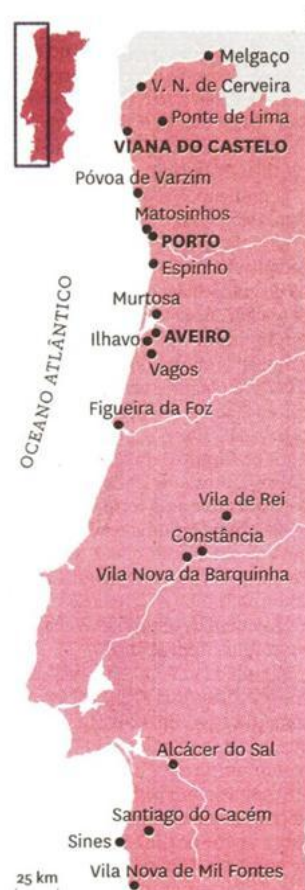 Melgaço
V. N. de Cerveira
Ponte de Lima
VIANA DO CASTELO
Póvoa de Varzim
Matosinhos
PORTO
Espinho
Murtosa
Ilhavo
AVEIRO
Vagos
OCEANO ATLÂNTICO
Figueira da Foz
Vila de Rei
Constância
Vila Nova da Barquinha
Alcácer do Sal
Santiago do Cacém
Sines
25 km
Vila Nova de Mil Fontes